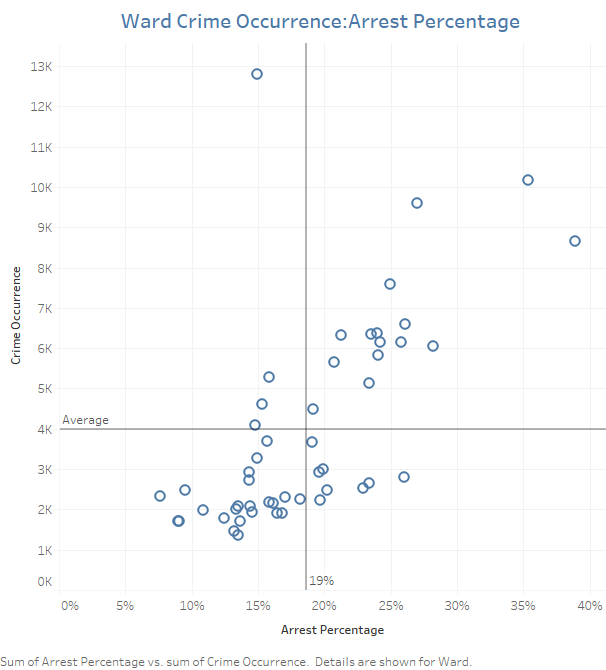 Ward Crime Occurrence:Arrest Percentage
13K
12K
11K
10K
9K
8K
7K
6K
5K
4K
3K
2K
1K
0K
Crime Occurrence
Average
19%
0% 5% 10% 15% 20% 25% 30% 35% 40%
Arrest Percentage
Sum of Arrest Percentage vs. sum of Crime Occurrence. Details are shown for Ward.